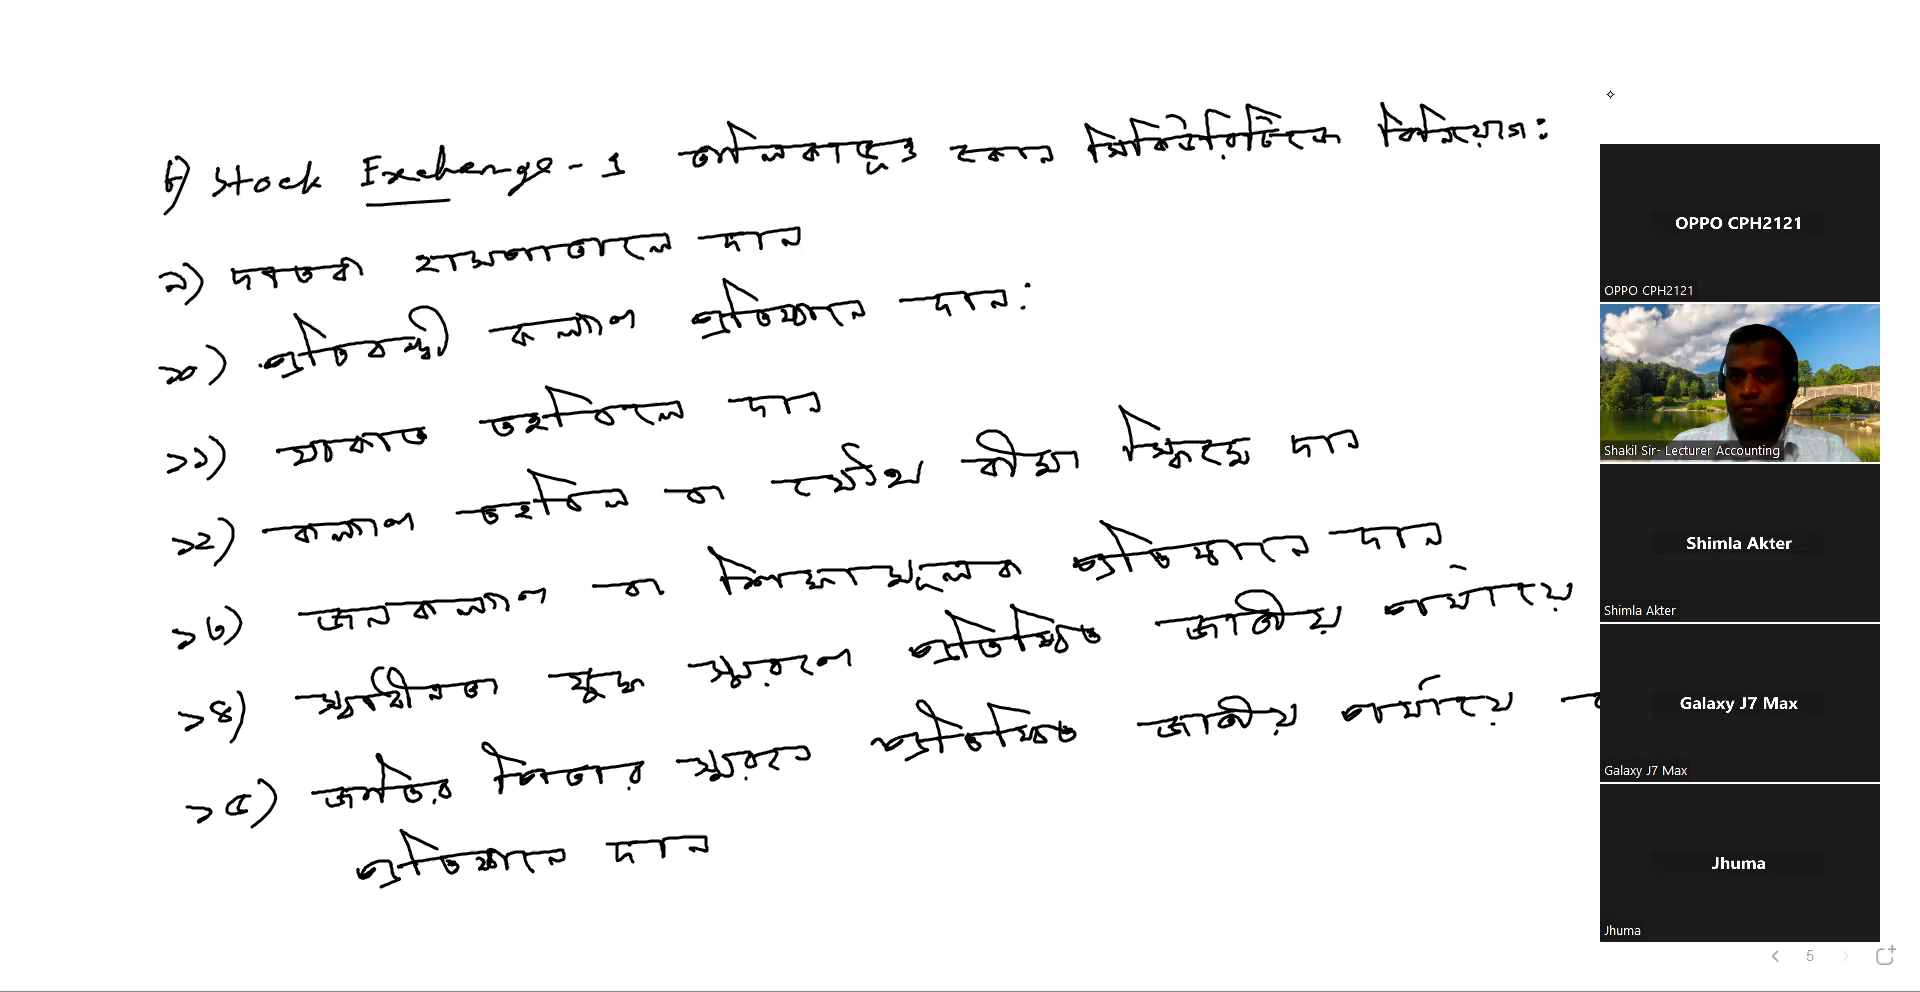 ৮) Stock Exchange-এ তালিকাভুক্ত কোন সিকিউরিটিজে বিনিয়োগ:
৯) দাতব্য হাসপাতালে দান
১০) প্রতিবন্ধী কল্যাণ প্রতিষ্ঠানে দান:
১১) যাকাত তহবিলে দান
১২) কল্যাণ তহবিল বা যৌথ বীমা স্কিমে দান
১৩) জনকল্যাণ বা শিক্ষামূলক প্রতিষ্ঠানে দান
১৪) স্বাধীনতা যুদ্ধ স্মরণে প্রতিষ্ঠিত জাতীয় পর্যায়ে
১৫) জাতির পিতার স্মরণে প্রতিষ্ঠিত জাতীয় পর্যায়ে
প্রতিষ্ঠানে দান
OPPO CPH2121
OPPO CPH2121
Shakil Sir- Lecturer Accounting
Shimla Akter
Shimla Akter
Galaxy J7 Max
Galaxy J7 Max
Jhuma
Jhuma
5